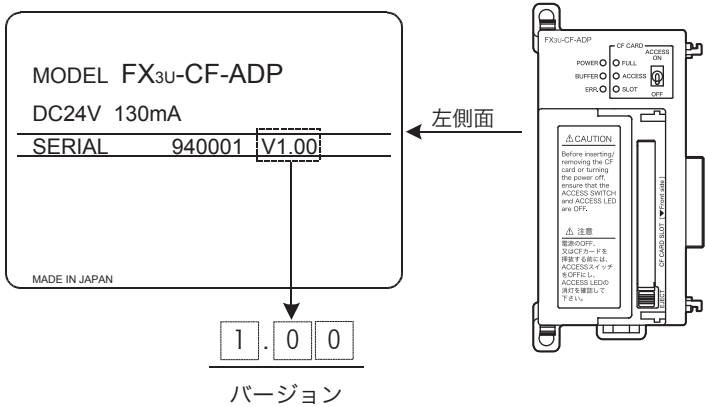 MODEL FX3U-CF-ADP
DC24V 130mA
SERIAL 940001 V1.00
MADE IN JAPAN
1.00
バージョン
左側面
FX3U-CF-ADP
CF CARD
ACCESS
ON
POWER FULL
BUFFER ACCESS
ERR. SLOT
OFF
⚠CAUTION
Before inserting/
removing the CF
card or turning
the power off,
ensure that the
ACCESS SWITCH
and ACCESS LED
are OFF.
⚠ 注意
電源のOFF、
又はCFカードを
挿抜する前には、
ACCESSスイッチ
をOFFにし、
ACCESS LEDの
消灯を確認して
下さい。
CF CARD SLOT [▼Front side]
EJECT